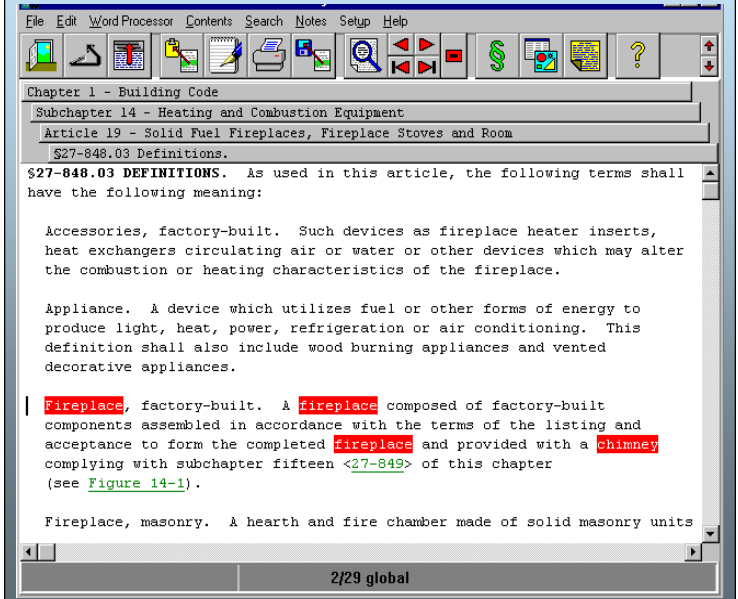 File Edit Word Processor Contents Search Notes Setup Help
§ ?
Chapter 1 - Building Code
Subchapter 14 - Heating and Combustion Equipment
Article 19 - Solid Fuel Fireplaces, Fireplace Stoves and Room
§27-848.03 Definitions.
§27-848.03 DEFINITIONS. As used in this article, the following terms shall
have the following meaning:
Accessories, factory-built. Such devices as fireplace heater inserts,
heat exchangers circulating air or water or other devices which may alter
the combustion or heating characteristics of the fireplace.
Appliance. A device which utilizes fuel or other forms of energy to
produce light, heat, power, refrigeration or air conditioning. This
definition shall also include wood burning appliances and vented
decorative appliances.
Fireplace, factory-built. A fireplace composed of factory-built
components assembled in accordance with the terms of the listing and
acceptance to form the completed fireplace and provided with a chimney
complying with subchapter fifteen <27-849> of this chapter
(see Figure 14-1).
Fireplace, masonry. A hearth and fire chamber made of solid masonry units
2/29 global